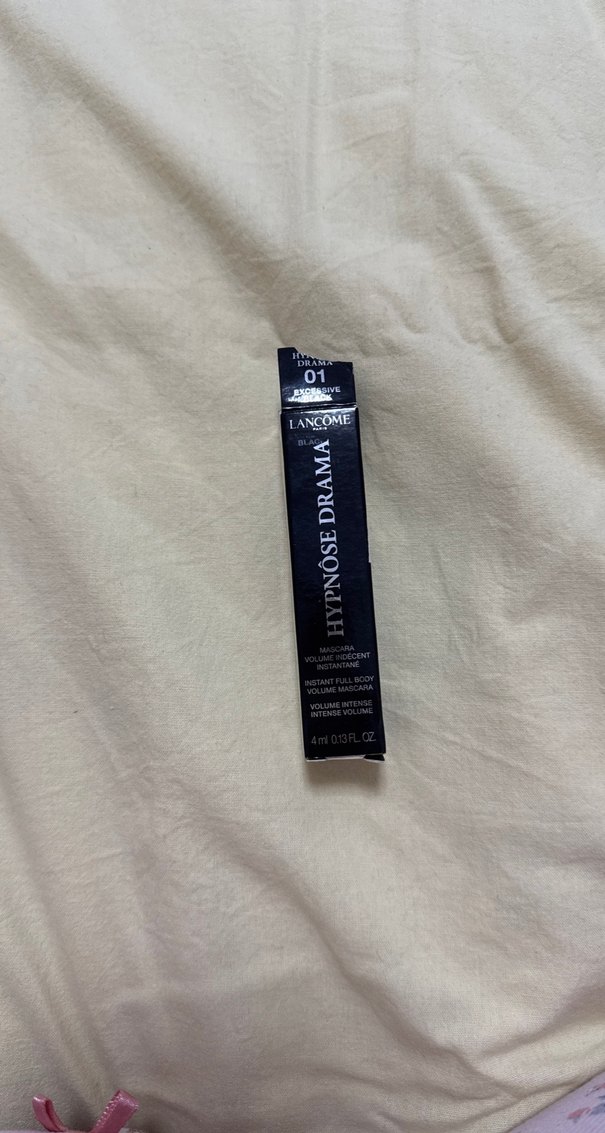 DRAMA
01
EXCESSIVE
BLACK
LANCÔME
PARIS
HYPNÔSE DRAMA
MASCARA
VOLUME INDÉCENT
INSTANTANÉ
INSTANT FULL BODY
VOLUME MASCARA
VOLUME INTENSE
INTENSE VOLUME
4 ml 0.13 FL. OZ.